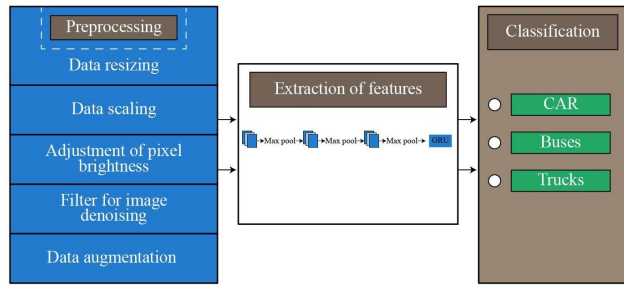 Preprocessing
Data resizing
Data scaling
Adjustment of pixel
brightness
Filter for image
denoising
Data augmentation
Extraction of features
Max pool Max pool Max pool GRU
Classification
CAR
Buses
Trucks